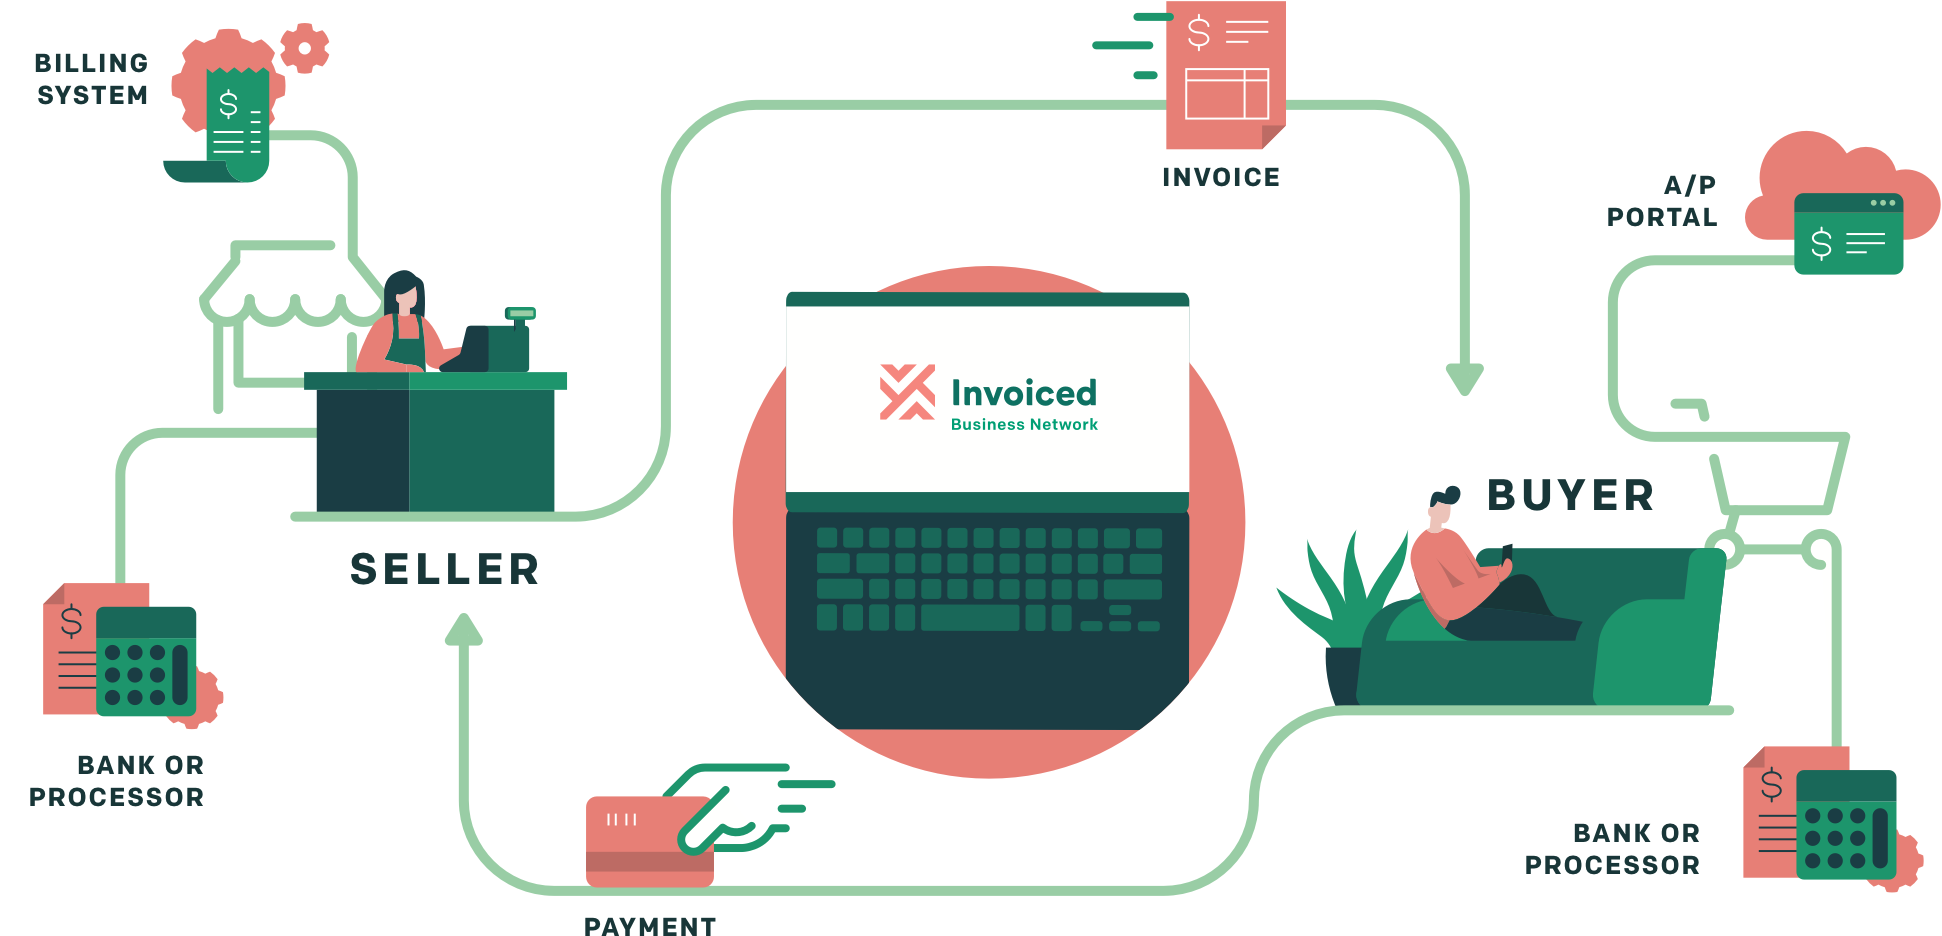 BILLING
SYSTEM
$
$
INVOICE
A/P
PORTAL
$
Invoiced
Business Network
SELLER
BUYER
$
BANK OR
PROCESSOR
$
BANK OR
PROCESSOR
PAYMENT